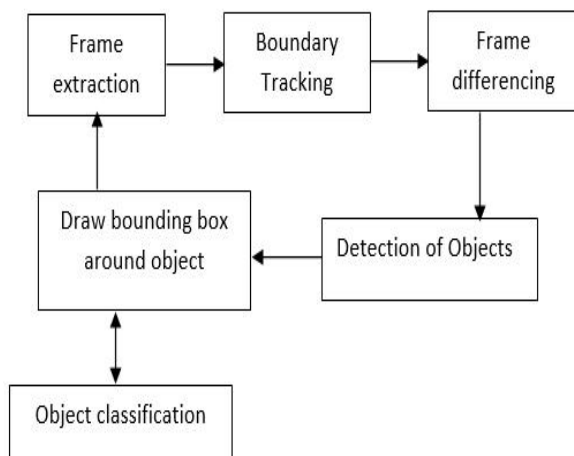 Frame
extraction
Boundary
Tracking
Frame
differencing
Draw bounding box
around object
Detection of Objects
Object classification